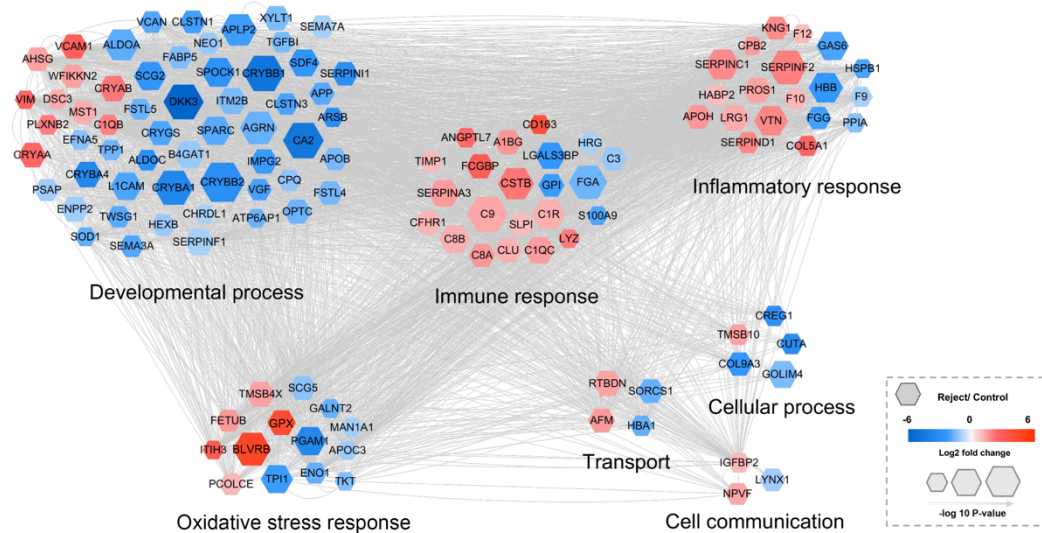 VCAN
CLSTN1
XYLT1
APLP2
SEMA7A
VCAM1
ALDOA
NEO1
TGFBI
AHSG
FABP5
SDF4
WFIKKN2
SCG2
SPOCK1
CRYBB1
SERPINI1
CRYAB
VIM
DSC3
DKK3
ITM2B
APP
MST1
FSTL5
CLSTN3
PLXNB2
C1QB
ARSB
EFNA5
CRYGS
SPARC
AGRN
CA2
CRYAA
TPP1
ALDOC
B4GAT1
IMPG2
APOB
CRYBA4
L1CAM
CRYBA1
CRYBB2
VGF
CPQ
PSAP
FSTL4
ENPP2
TWSG1
CHRDL1
OPTC
HEXB
ATP6AP1
SOD1
SEMA3A
SERPINF1
Developmental process
CD163
ANGPTL7
A1BG
HRG
LGALS3BP
C3
TIMP1
FCGBP
CSTB
GPI
FGA
SERPINA3
C9
C1R
S100A9
CFHR1
SLPI
C8B
LYZ
C8A
CLU
C1QC
Immune response
KNG1
F12
CPB2
GAS6
SERPINC1
SERPINF2
HSPB1
HABP2
PROS1
HBB
F10
F9
APOH
LRG1
VTN
FGG
PPIA
SERPIND1
COL5A1
Inflammatory response
CREG1
TMSB10
CUTA
COL9A3
GOLIM4
Cellular process
TMSB4X
SCG5
GALNT2
FETUB
GPX
MAN1A1
ITIH3
BLVRB
PGAM1
APOC3
PCOLCE
TPI1
ENO1
TKT
Oxidative stress response
RTBDN
SORCS1
AFM
HBA1
Transport
IGFBP2
LYNX1
NPVF
Cell communication
Reject/ Control
-6 0 6
Log2 fold change
-log 10 P-value